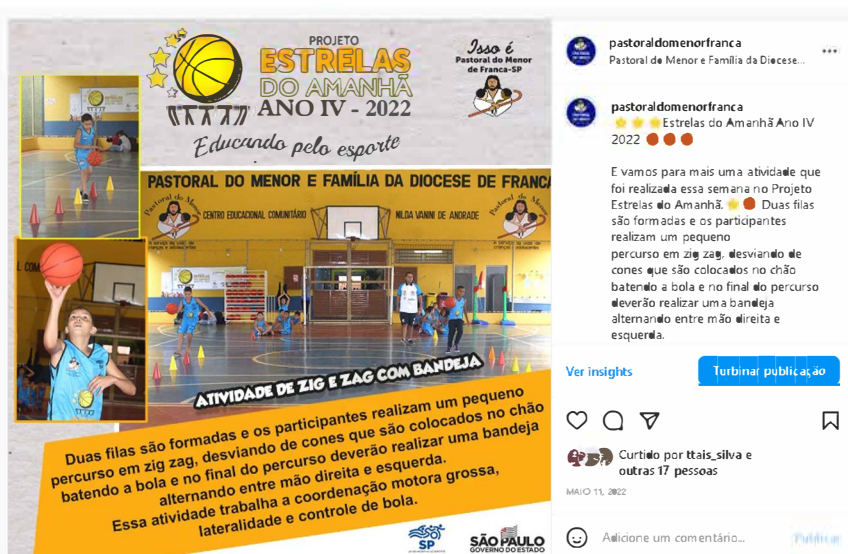 PROJETO
ESTRELAS
DO AMANHÃ
ANO IV - 2022
Educando pelo esporte
Isso é
Pastoral do Menor
de Franca-SP
PASTORAL DO MENOR E FAMÍLIA DA DIOCESE DE FRANCA
Pastoral do Menor
CENTRO EDUCACIONAL COMUNITÁRIO
NILDA VANINI DE ANDRADE
Pastoral do Menor
ATIVIDADE DE ZIG E ZAG COM BANDEJA
Duas filas são formadas e os participantes realizam um pequeno
percurso em zig zag, desviando de cones que são colocados no chão
batendo a bola e no final do percurso deverão realizar uma bandeja
alternando entre mão direita e esquerda.
Essa atividade trabalha a coordenação motora grossa,
lateralidade e controle de bola.
SP
SÃO PAULO
GOVERNO DO ESTADO
pastoraldomenorfranca
Pastoral do Menor e Família da Diocese...
pastoraldomenorfranca
Estrelas do Amanhã Ano IV
2022
E vamos para mais uma atividade que
foi realizada essa semana no Projeto
Estrelas do Amanhã. Duas filas
são formadas e os participantes
realizam um pequeno
percurso em zig zag, desviando de
cones que são colocados no chão
batendo a bola e no final do percurso
deverão realizar uma bandeja
alternando entre mão direita e
esquerda.
Ver insights
Turbinar publicação
Curtido por ttais_silva e
outras 17 pessoas
MAIO 11, 2022
Adicione um comentário...
Publicar